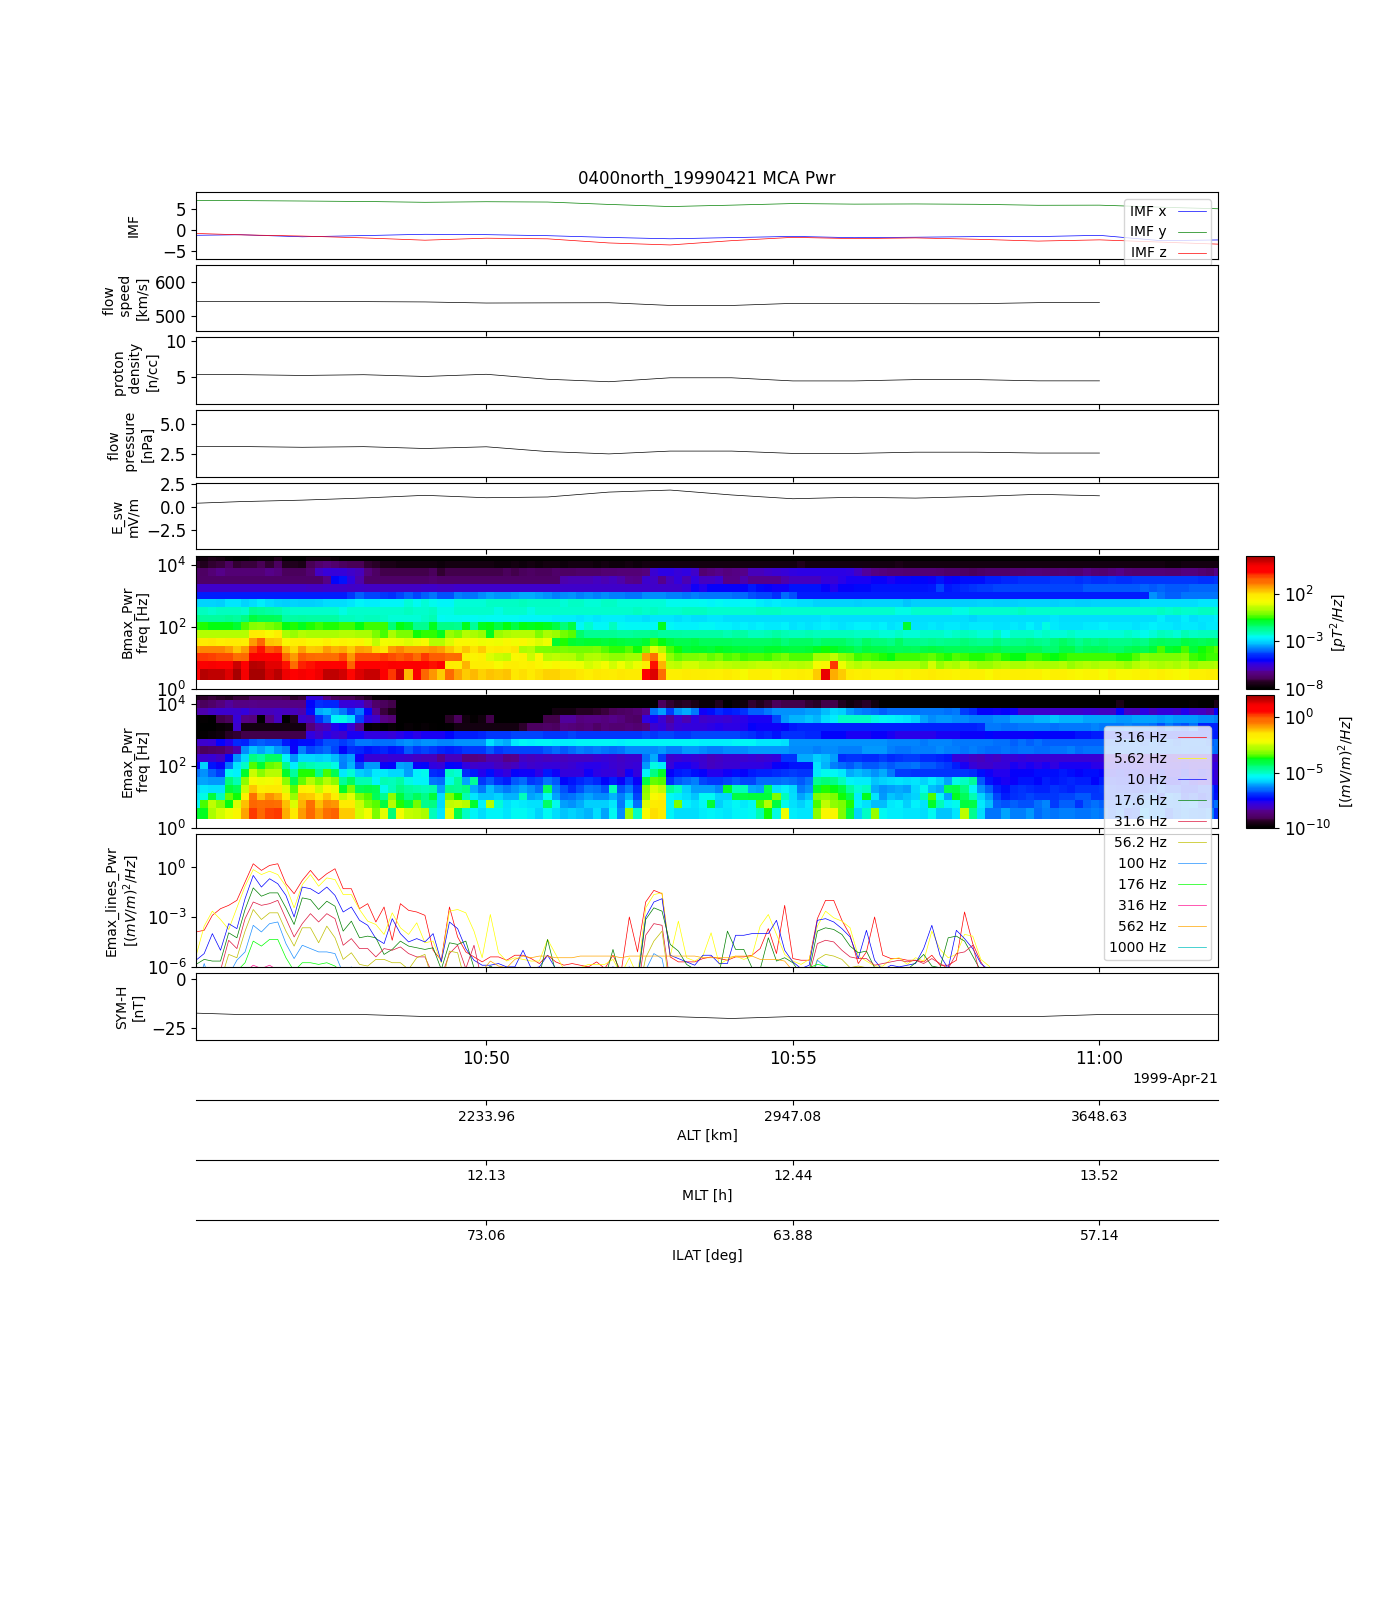 0400north_19990421 MCA Pwr
IMF
5
0
−5
IMF x
IMF y
IMF z
flow
speed
[km/s]
600
500
proton
density
[n/cc]
10
5
flow
pressure
[nPa]
5.0
2.5
E_sw
mV/m
2.5
0.0
−2.5
Bmax_Pwr
freq [Hz]
10^4
10^2
10^0
10^2
10^−3
10^−8
[pT^2/Hz]
Emax_Pwr
freq [Hz]
10^4
10^2
10^0
10^0
10^−5
10^−10
[(mV/m)^2/Hz]
3.16 Hz
5.62 Hz
10 Hz
17.6 Hz
31.6 Hz
56.2 Hz
100 Hz
176 Hz
316 Hz
562 Hz
1000 Hz
Emax_lines_Pwr
[(mV/m)^2/Hz]
10^0
10^−3
10^−6
SYM-H
[nT]
0
−25
10:50 10:55 11:00
1999-Apr-21
2233.96 2947.08 3648.63
ALT [km]
12.13 12.44 13.52
MLT [h]
73.06 63.88 57.14
ILAT [deg]